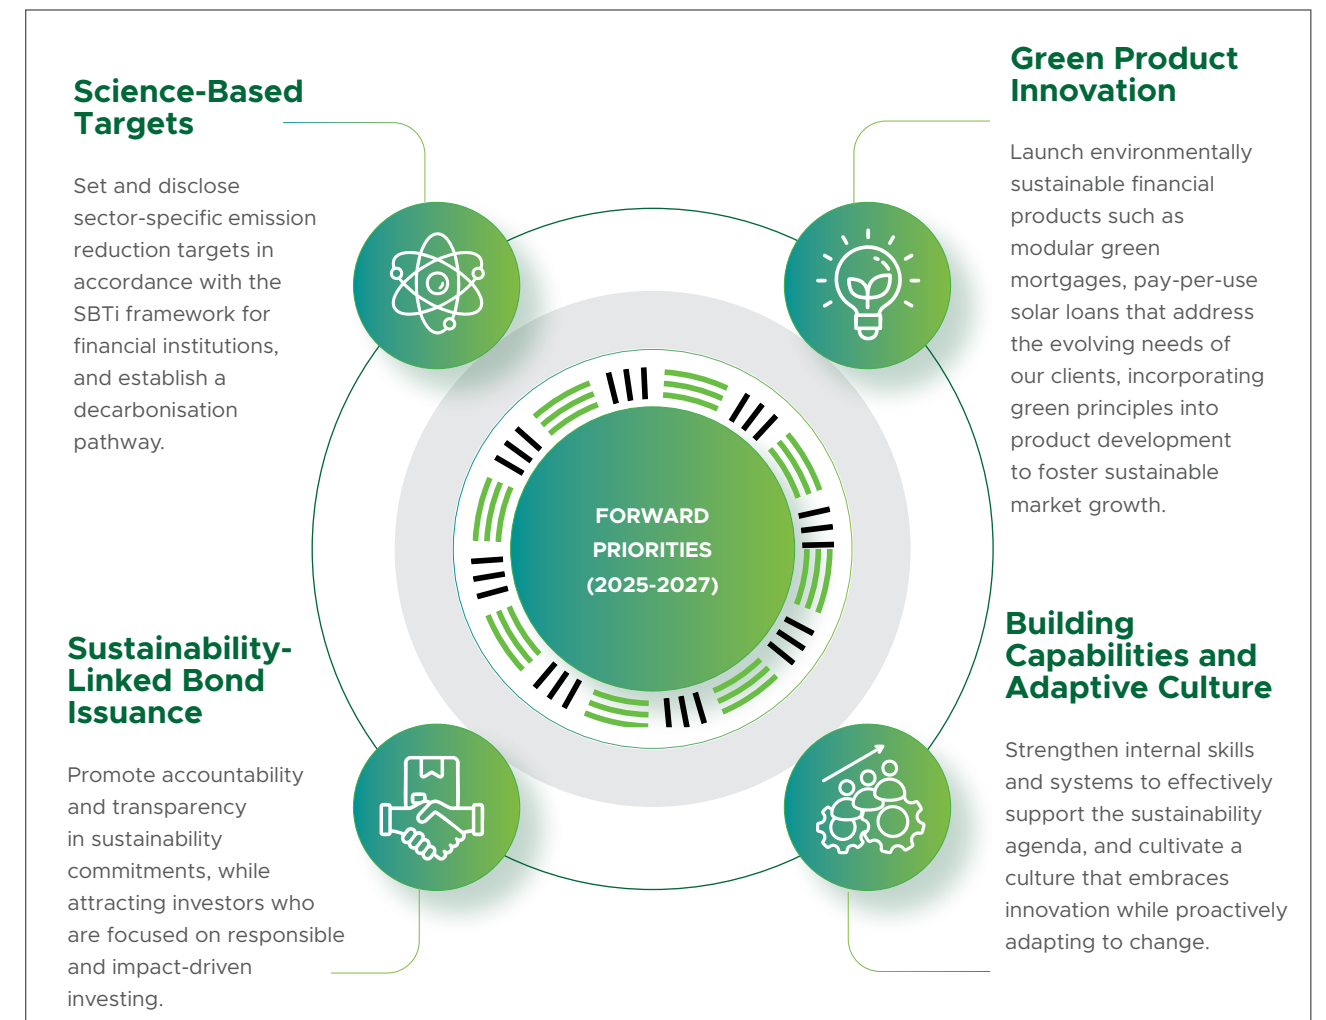 Science-Based
Targets
Set and disclose
sector-specific emission
reduction targets in
accordance with the
SBTi framework for
financial institutions,
and establish a
decarbonisation
pathway.
Green Product
Innovation
Launch environmentally
sustainable financial
products such as
modular green
mortgages, pay-per-use
solar loans that address
the evolving needs of
our clients, incorporating
green principles into
product development
to foster sustainable
market growth.
FORWARD
PRIORITIES
(2025-2027)
Sustainability-
Linked Bond
Issuance
Promote accountability
and transparency
in sustainability
commitments, while
attracting investors who
are focused on responsible
and impact-driven
investing.
Building
Capabilities and
Adaptive Culture
Strengthen internal skills
and systems to effectively
support the sustainability
agenda, and cultivate a
culture that embraces
innovation while proactively
adapting to change.